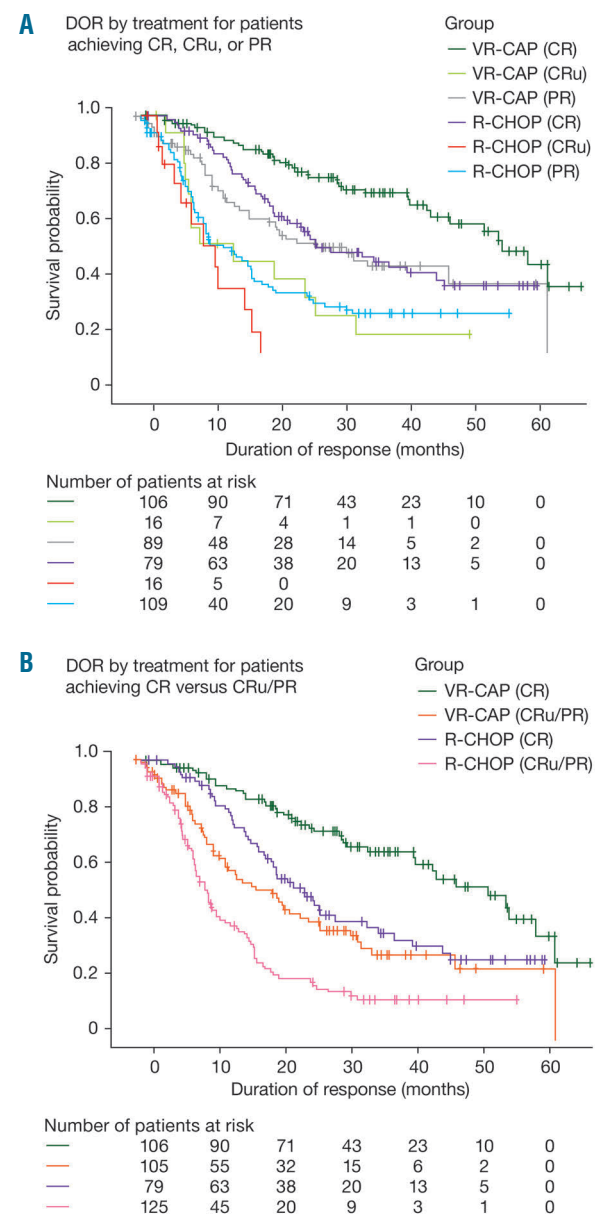 A
DOR by treatment for patients
achieving CR, CRu, or PR
Group
VR-CAP (CR)
VR-CAP (CRu)
VR-CAP (PR)
R-CHOP (CR)
R-CHOP (CRu)
R-CHOP (PR)
Survival probability
1.0
0.8
0.6
0.4
0.2
0
0 10 20 30 40 50 60
Duration of response (months)
Number of patients at risk
106 90 71 43 23 10 0
16 7 4 1 1 0
89 48 28 14 5 2 0
79 63 38 20 13 5 0
16 5 0
109 40 20 9 3 1 0
B
DOR by treatment for patients
achieving CR versus CRu/PR
Group
VR-CAP (CR)
VR-CAP (CRu/PR)
R-CHOP (CR)
R-CHOP (CRu/PR)
Survival probability
1.0
0.8
0.6
0.4
0.2
0
0 10 20 30 40 50 60
Duration of response (months)
Number of patients at risk
106 90 71 43 23 10 0
105 55 32 15 6 2 0
79 63 38 20 13 5 0
125 45 20 9 3 1 0